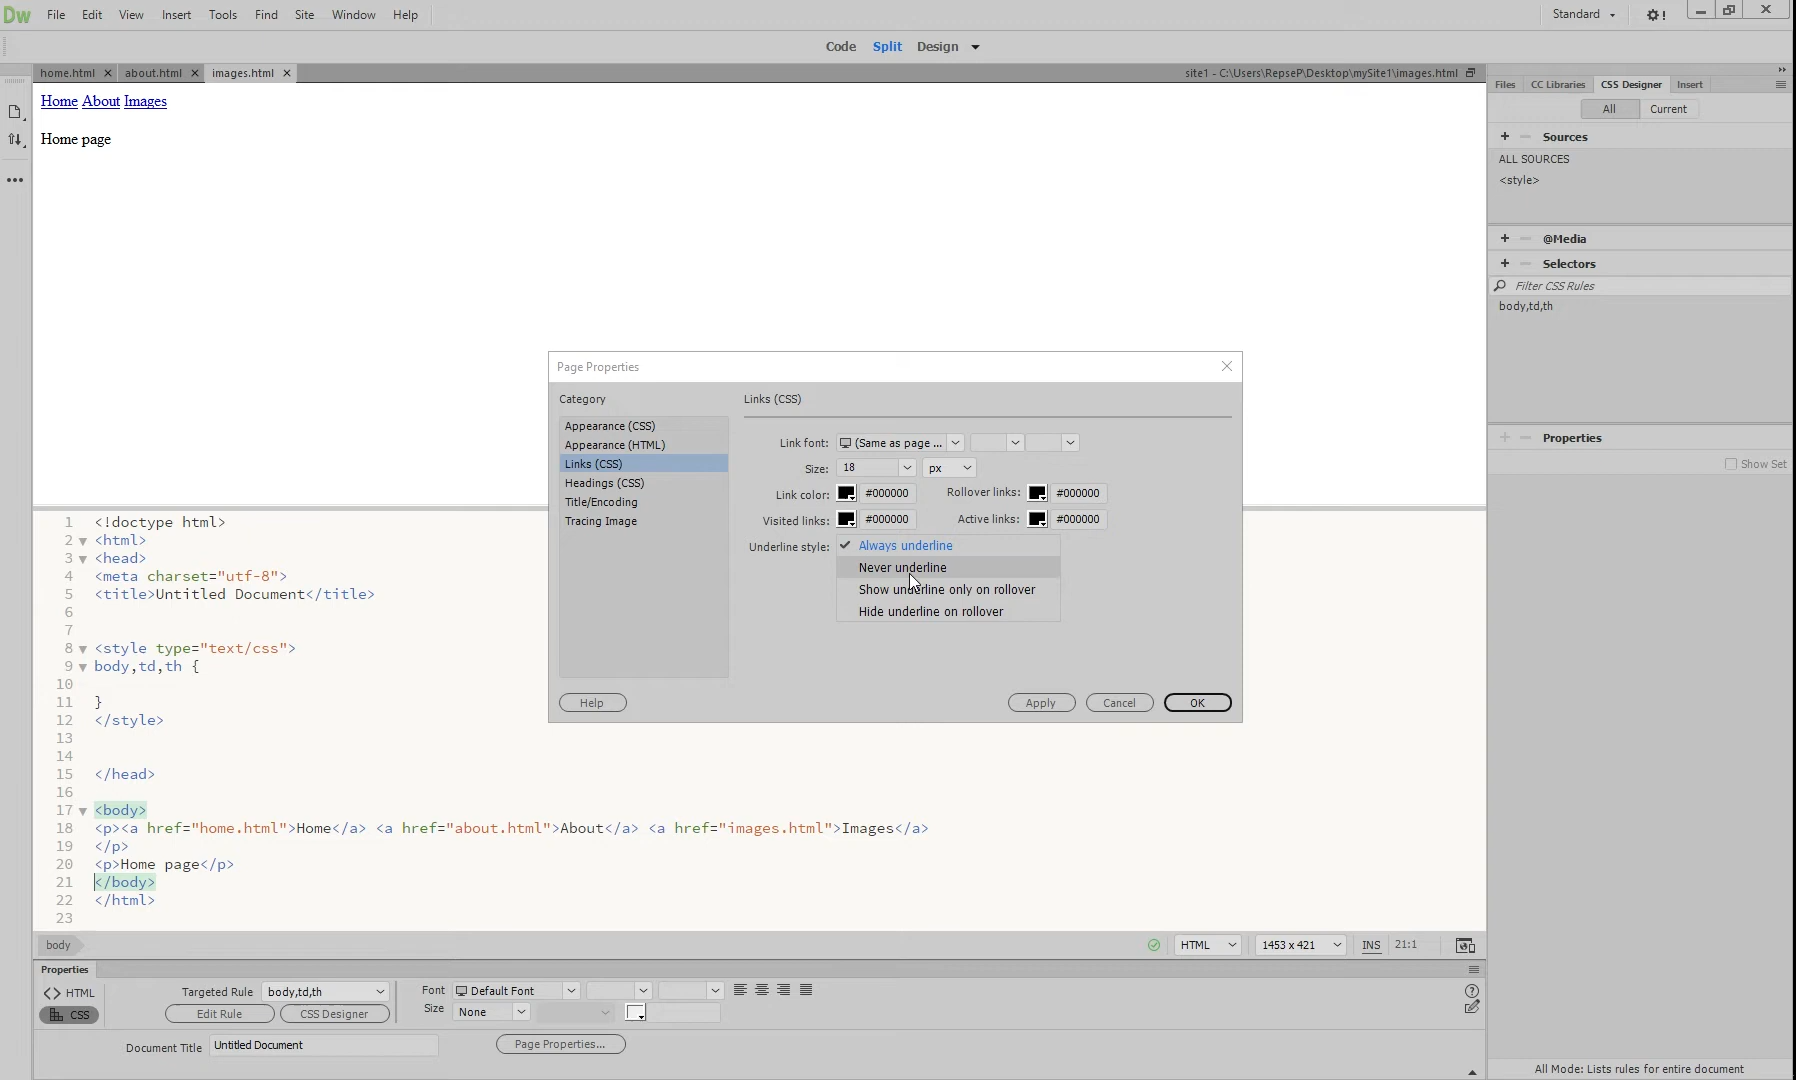 Dw File Edit View Insert Tools Find Site Window Help Standard !
Code Split Design
home.html about.html images.html site1 - C:\Users\RepseP\Desktop\mySite1\images.html
Home About Images
Home page
Files CC Libraries CSS Designer Insert
All Current
Sources
ALL SOURCES
<style>
@Media
Selectors
Filter CSS Rules
body,td,th
Properties
Show Set
Page Properties
Category
Appearance (CSS)
Appearance (HTML)
Links (CSS)
Headings (CSS)
Title/Encoding
Tracing Image
Links (CSS)
Link font: (Same as page ...
Size: 18 px
Link color: #000000 Rollover links: #000000
Visited links: #000000 Active links: #000000
Underline style: Always underline
Never underline
Show underline only on rollover
Hide underline on rollover
Help Apply Cancel OK
1 <!doctype html>
2 <html>
3 <head>
4 <meta charset="utf-8">
5 <title>Untitled Document</title>
6
7
8 <style type="text/css">
9 body,td,th {
10
11 }
12 </style>
13
14
15 </head>
16
17 <body>
18 <p><a href="home.html">Home</a> <a href="about.html">About</a> <a href="images.html">Images</a>
19 </p>
20 <p>Home page</p>
21 </body>
22 </html>
23
body HTML 1453 x 421 INS 21:1
Properties
HTML Targeted Rule body,td,th Font Default Font
CSS Edit Rule CSS Designer Size None
Document Title Untitled Document Page Properties...
All Mode: Lists rules for entire document